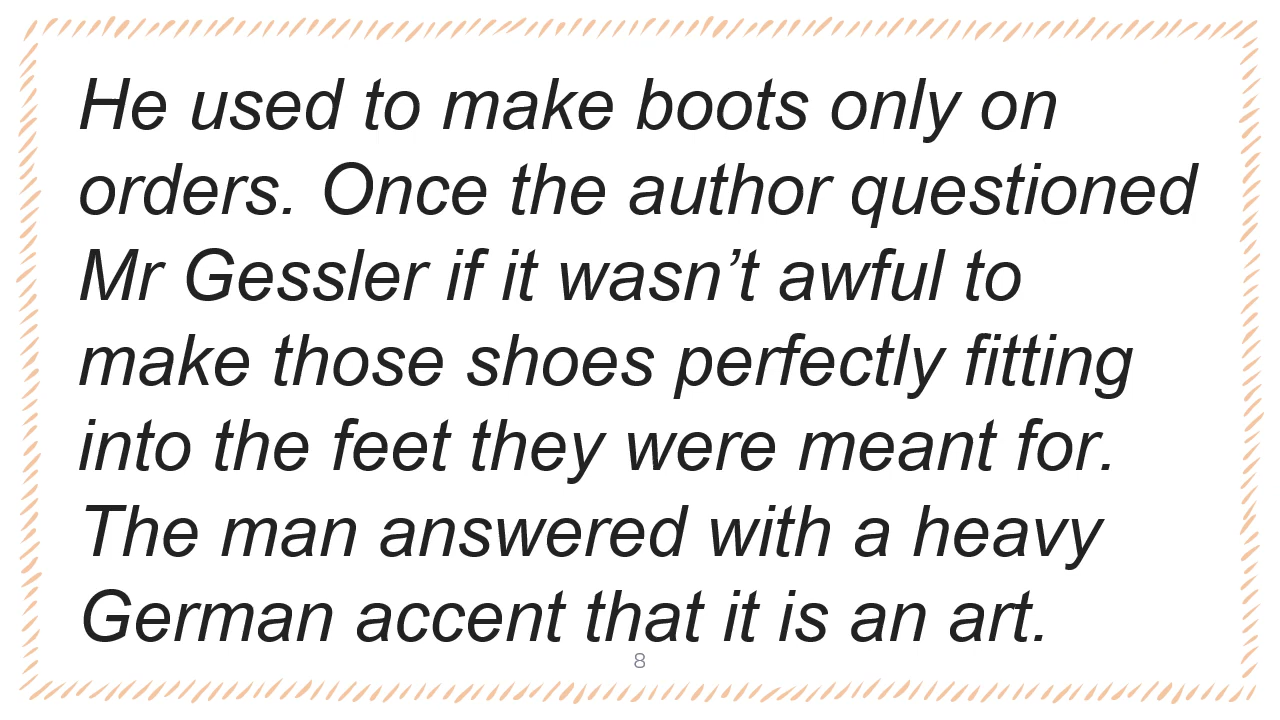 He used to make boots only on
orders. Once the author questioned
Mr Gessler if it wasn’t awful to
make those shoes perfectly fitting
into the feet they were meant for.
The man answered with a heavy
German accent that it is an art.
8